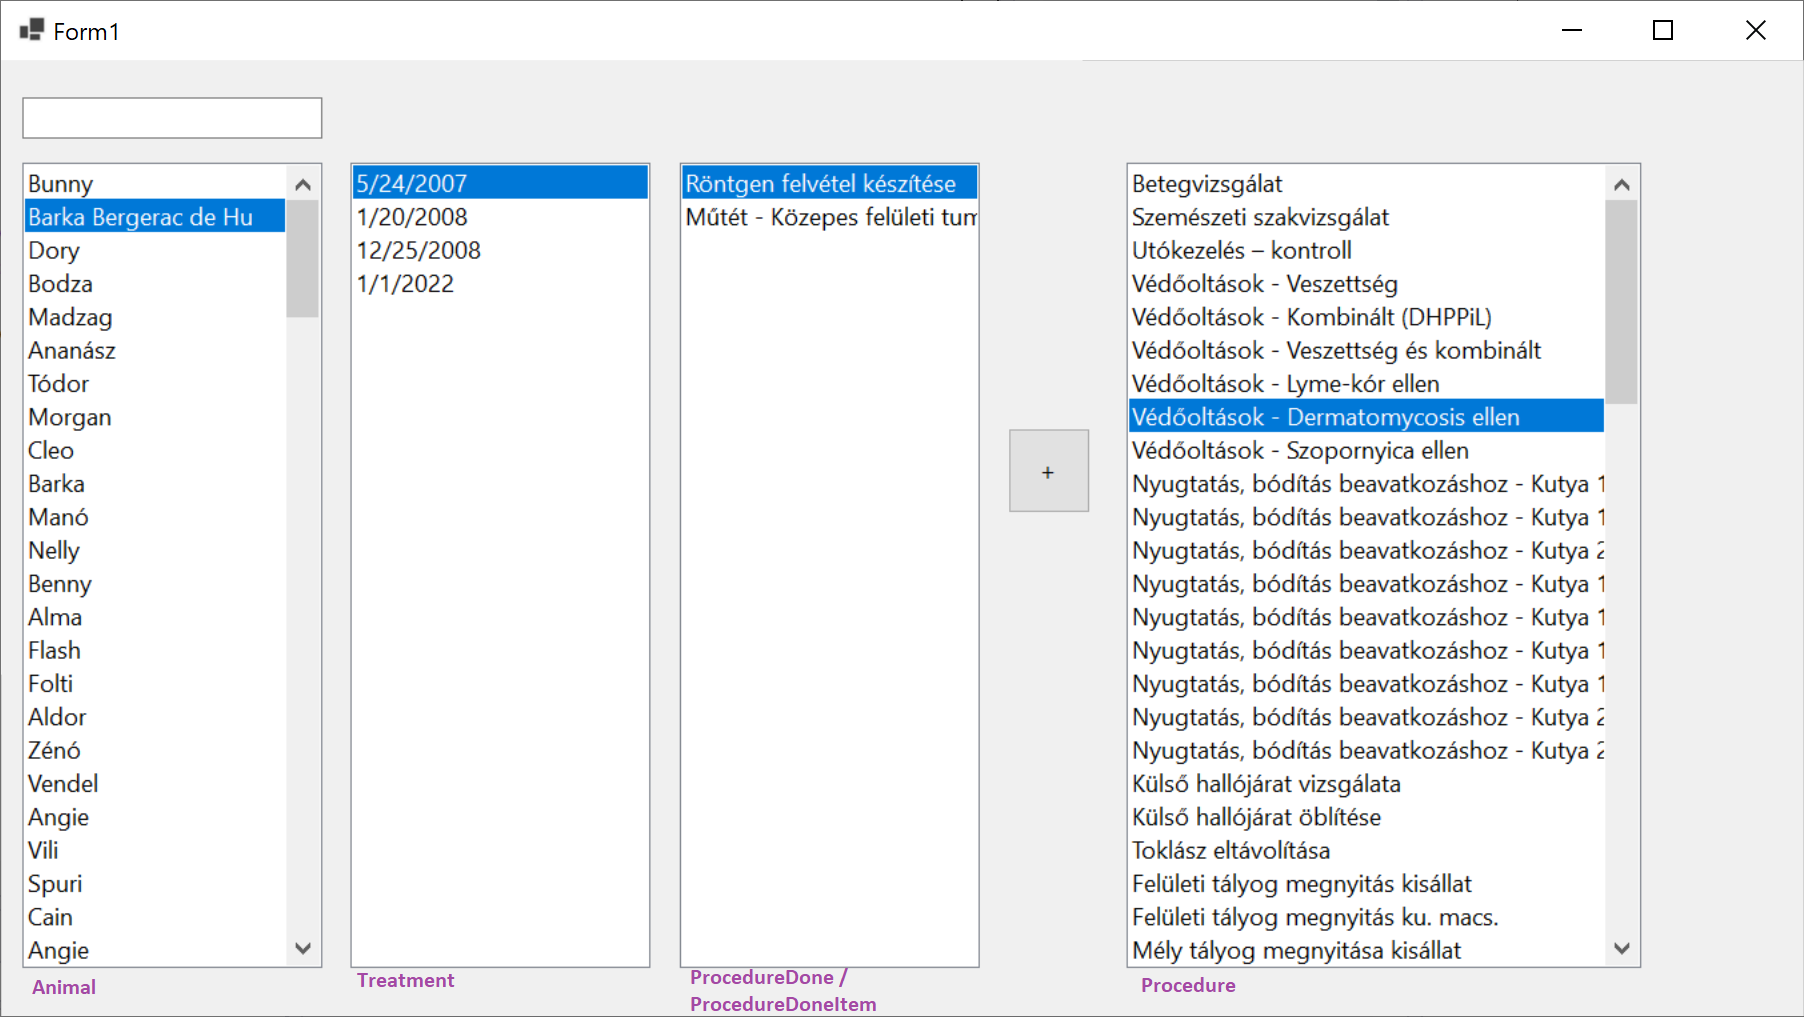 Form1
Bunny
Barka Bergerac de Hu
Dory
Bodza
Madzag
Ananász
Tódor
Morgan
Cleo
Barka
Manó
Nelly
Benny
Alma
Flash
Folti
Aldor
Zénó
Vendel
Angie
Vili
Spuri
Cain
Angie
Animal
5/24/2007
1/20/2008
12/25/2008
1/1/2022
Treatment
Röntgen felvétel készítése
Műtét - Közepes felületi tum
ProcedureDone /
ProcedureDoneItem
+
Betegvizsgálat
Szemészeti szakvizsgálat
Utókezelés – kontroll
Védőoltások - Veszettség
Védőoltások - Kombinált (DHPPiL)
Védőoltások - Veszettség és kombinált
Védőoltások - Lyme-kór ellen
Védőoltások - Dermatomycosis ellen
Védőoltások - Szopornyica ellen
Nyugtatás, bódítás beavatkozáshoz - Kutya 1
Nyugtatás, bódítás beavatkozáshoz - Kutya 1
Nyugtatás, bódítás beavatkozáshoz - Kutya 2
Nyugtatás, bódítás beavatkozáshoz - Kutya 1
Nyugtatás, bódítás beavatkozáshoz - Kutya 1
Nyugtatás, bódítás beavatkozáshoz - Kutya 1
Nyugtatás, bódítás beavatkozáshoz - Kutya 1
Nyugtatás, bódítás beavatkozáshoz - Kutya 2
Nyugtatás, bódítás beavatkozáshoz - Kutya 2
Külső hallójárat vizsgálata
Külső hallójárat öblítése
Toklász eltávolítása
Felületi tályog megnyitás kisállat
Felületi tályog megnyitás ku. macs.
Mély tályog megnyitása kisállat
Procedure